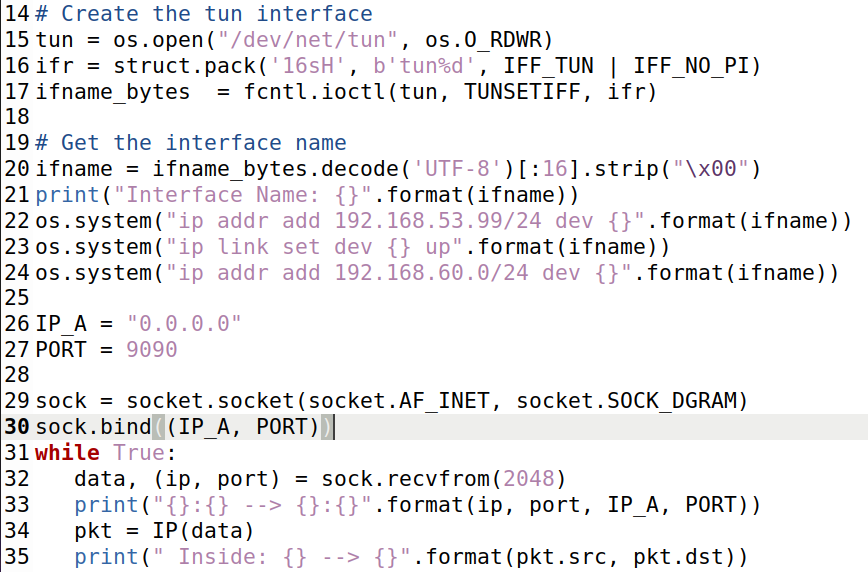 14 # Create the tun interface
15 tun = os.open("/dev/net/tun", os.O_RDWR)
16 ifr = struct.pack('16sH', b'tun%d', IFF_TUN | IFF_NO_PI)
17 ifname_bytes  = fcntl.ioctl(tun, TUNSETIFF, ifr)
18
19 # Get the interface name
20 ifname = ifname_bytes.decode('UTF-8')[:16].strip("\x00")
21 print("Interface Name: {}".format(ifname))
22 os.system("ip addr add 192.168.53.99/24 dev {}".format(ifname))
23 os.system("ip link set dev {} up".format(ifname))
24 os.system("ip addr add 192.168.60.0/24 dev {}".format(ifname))
25
26 IP_A = "0.0.0.0"
27 PORT = 9090
28
29 sock = socket.socket(socket.AF_INET, socket.SOCK_DGRAM)
30 sock.bind((IP_A, PORT))
31 while True:
32    data, (ip, port) = sock.recvfrom(2048)
33    print("{}:{} --> {}:{}".format(ip, port, IP_A, PORT))
34    pkt = IP(data)
35    print(" Inside: {} --> {}".format(pkt.src, pkt.dst))